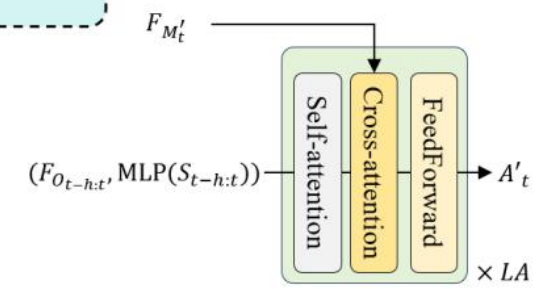 F_{M'_t}
Self-attention
Cross-attention
FeedForward
(F_{O_{t-h:t}}, MLP(S_{t-h:t}))
A'_t
× LA